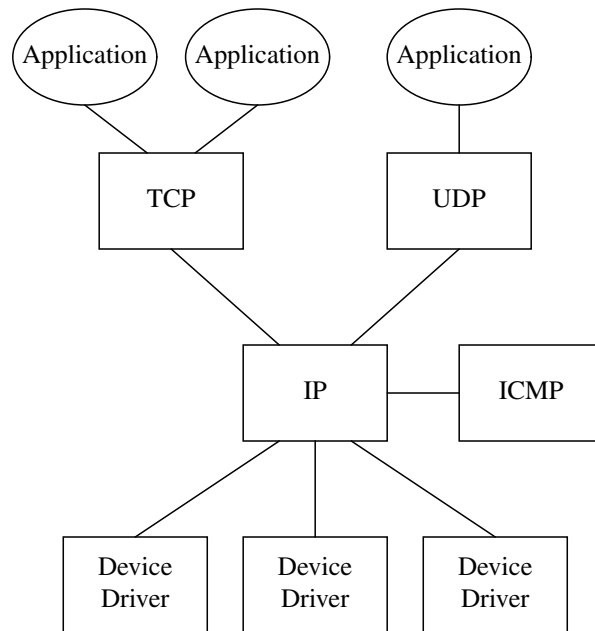 Application
Application
Application
TCP
UDP
IP
ICMP
Device
Driver
Device
Driver
Device
Driver